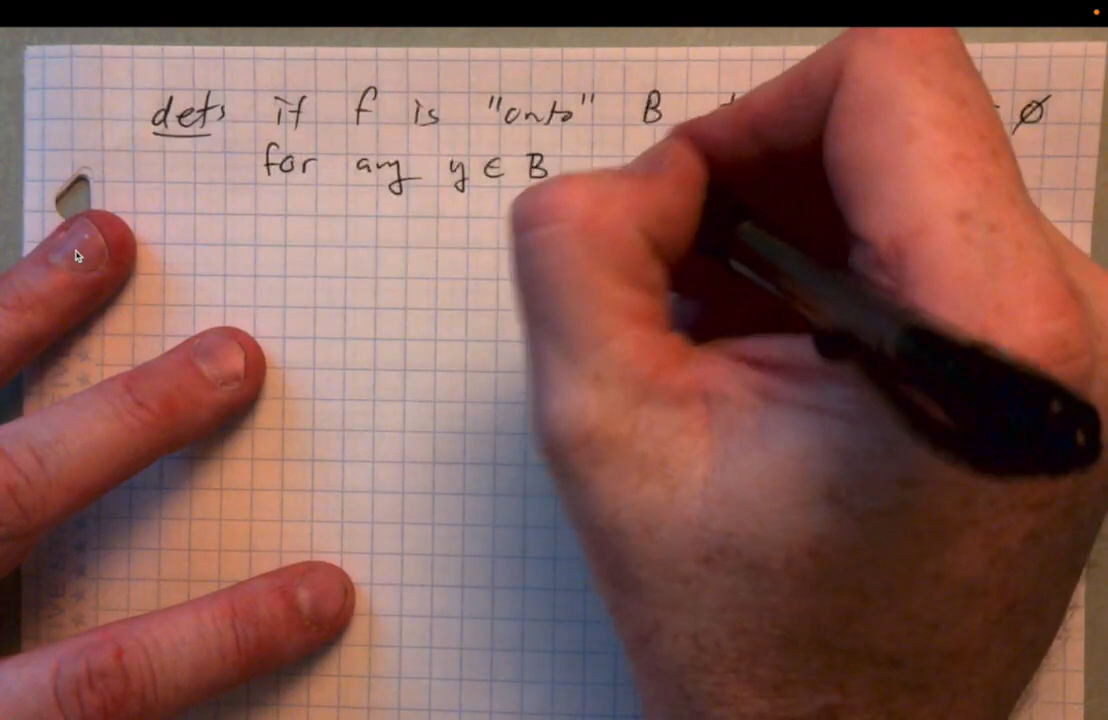 defs if f is "onto" B ∅
for any y ∈ B